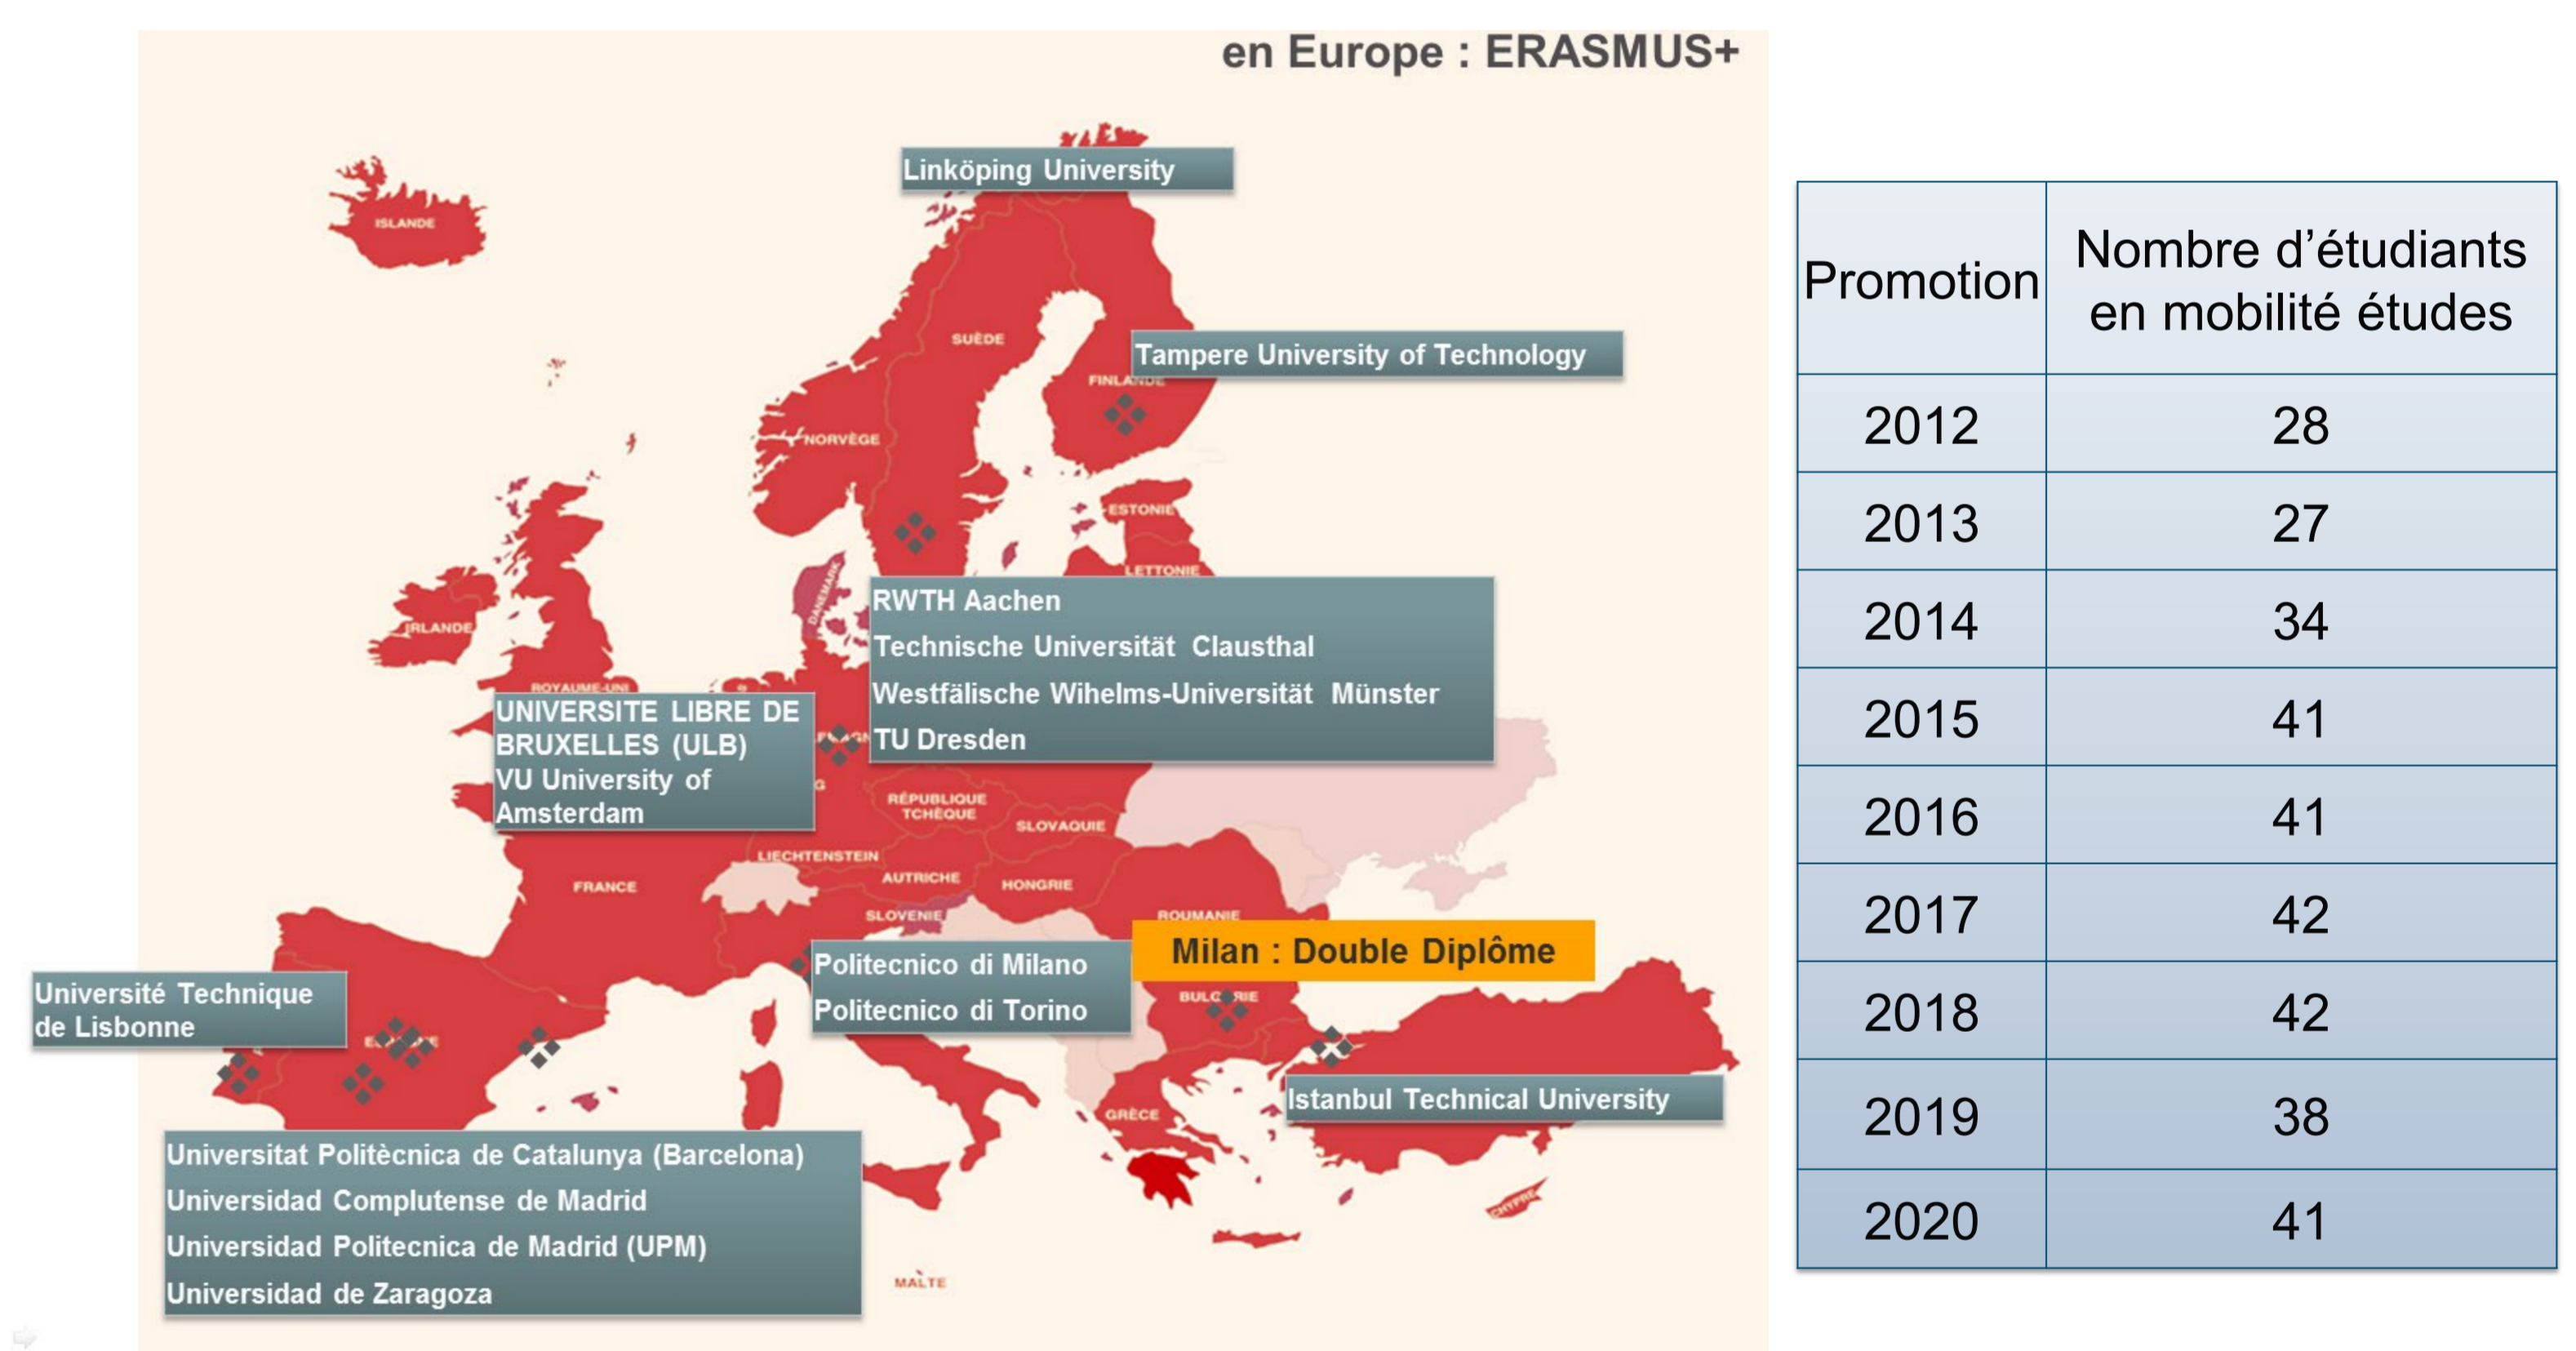 en Europe : ERASMUS+
Linköping University
ISLANDE
SUÈDE
Tampere University of Technology
FINLANDE
NORVÈGE
ESTONIE
LETTONIE
DANEMARK
IRLANDE
ROYAUME-UNI
RWTH Aachen
Technische Universität Clausthal
Westfälische Wihelms-Universität Münster
TU Dresden
UNIVERSITE LIBRE DE
BRUXELLES (ULB)
VU University of
Amsterdam
RÉPUBLIQUE
TCHÈQUE
SLOVAQUIE
LIECHTENSTEIN
AUTRICHE
HONGRIE
FRANCE
SLOVENIE
ROUMANIE
Milan : Double Diplôme
Politecnico di Milano
Politecnico di Torino
BULGARIE
Université Technique
de Lisbonne
Istanbul Technical University
GRÈCE
Universitat Politècnica de Catalunya (Barcelona)
Universidad Complutense de Madrid
Universidad Politecnica de Madrid (UPM)
Universidad de Zaragoza
CHYPRE
MALTE
Promotion Nombre d'étudiants
en mobilité études
2012 28
2013 27
2014 34
2015 41
2016 41
2017 42
2018 42
2019 38
2020 41